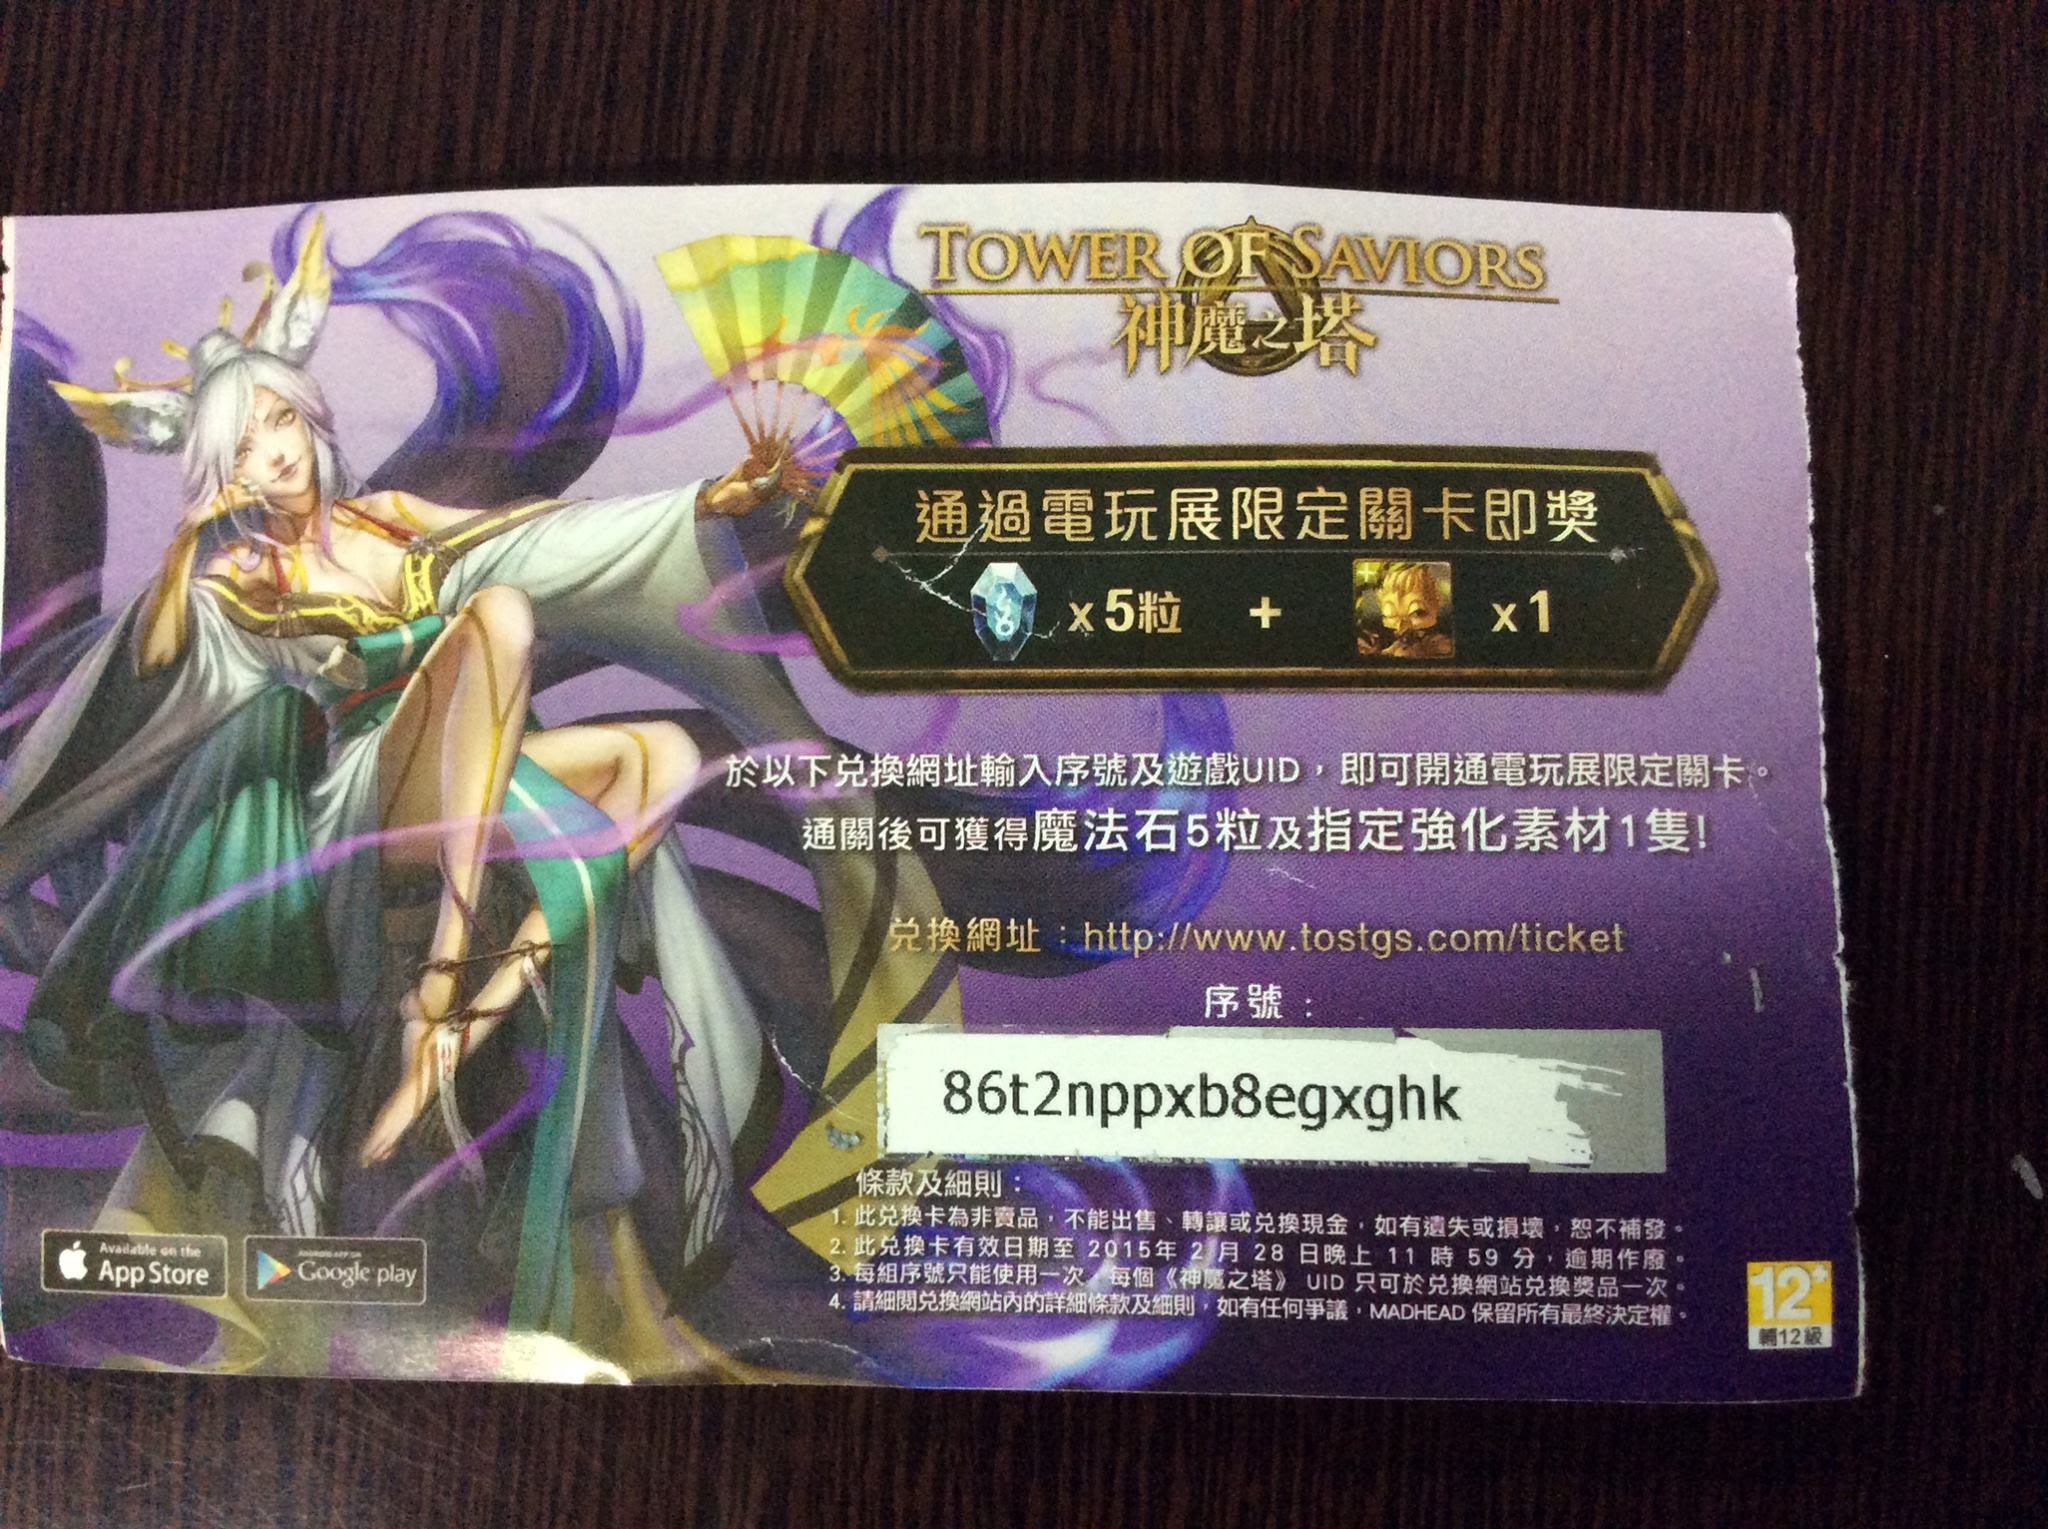 TOWER OF SAVIORS
神魔之塔
通過電玩展限定關卡即獎
x5粒 + x1
於以下兌換網址輸入序號及遊戲UID，即可開通電玩展限定關卡。
通關後可獲得魔法石5粒及指定強化素材1隻!
兌換網址：http://www.tostgs.com/ticket
序號：
86t2nppxb8egxghk
條款及細則：
1. 此兌換卡為非賣品，不能出售、轉讓或兌換現金，如有遺失或損壞，恕不補發。
2. 此兌換卡有效日期至 2015年 2 月 28 日晚上 11 時 59 分，逾期作廢。
3. 每組序號只能使用一次，每個《神魔之塔》 UID 只可於兌換網站兌換獎品一次。
4. 請細閱兌換網站內的詳細條款及細則，如有任何爭議，MADHEAD 保留所有最終決定權。
Available on the
App Store
ANDROID APP ON
Google play
12+
輔12級